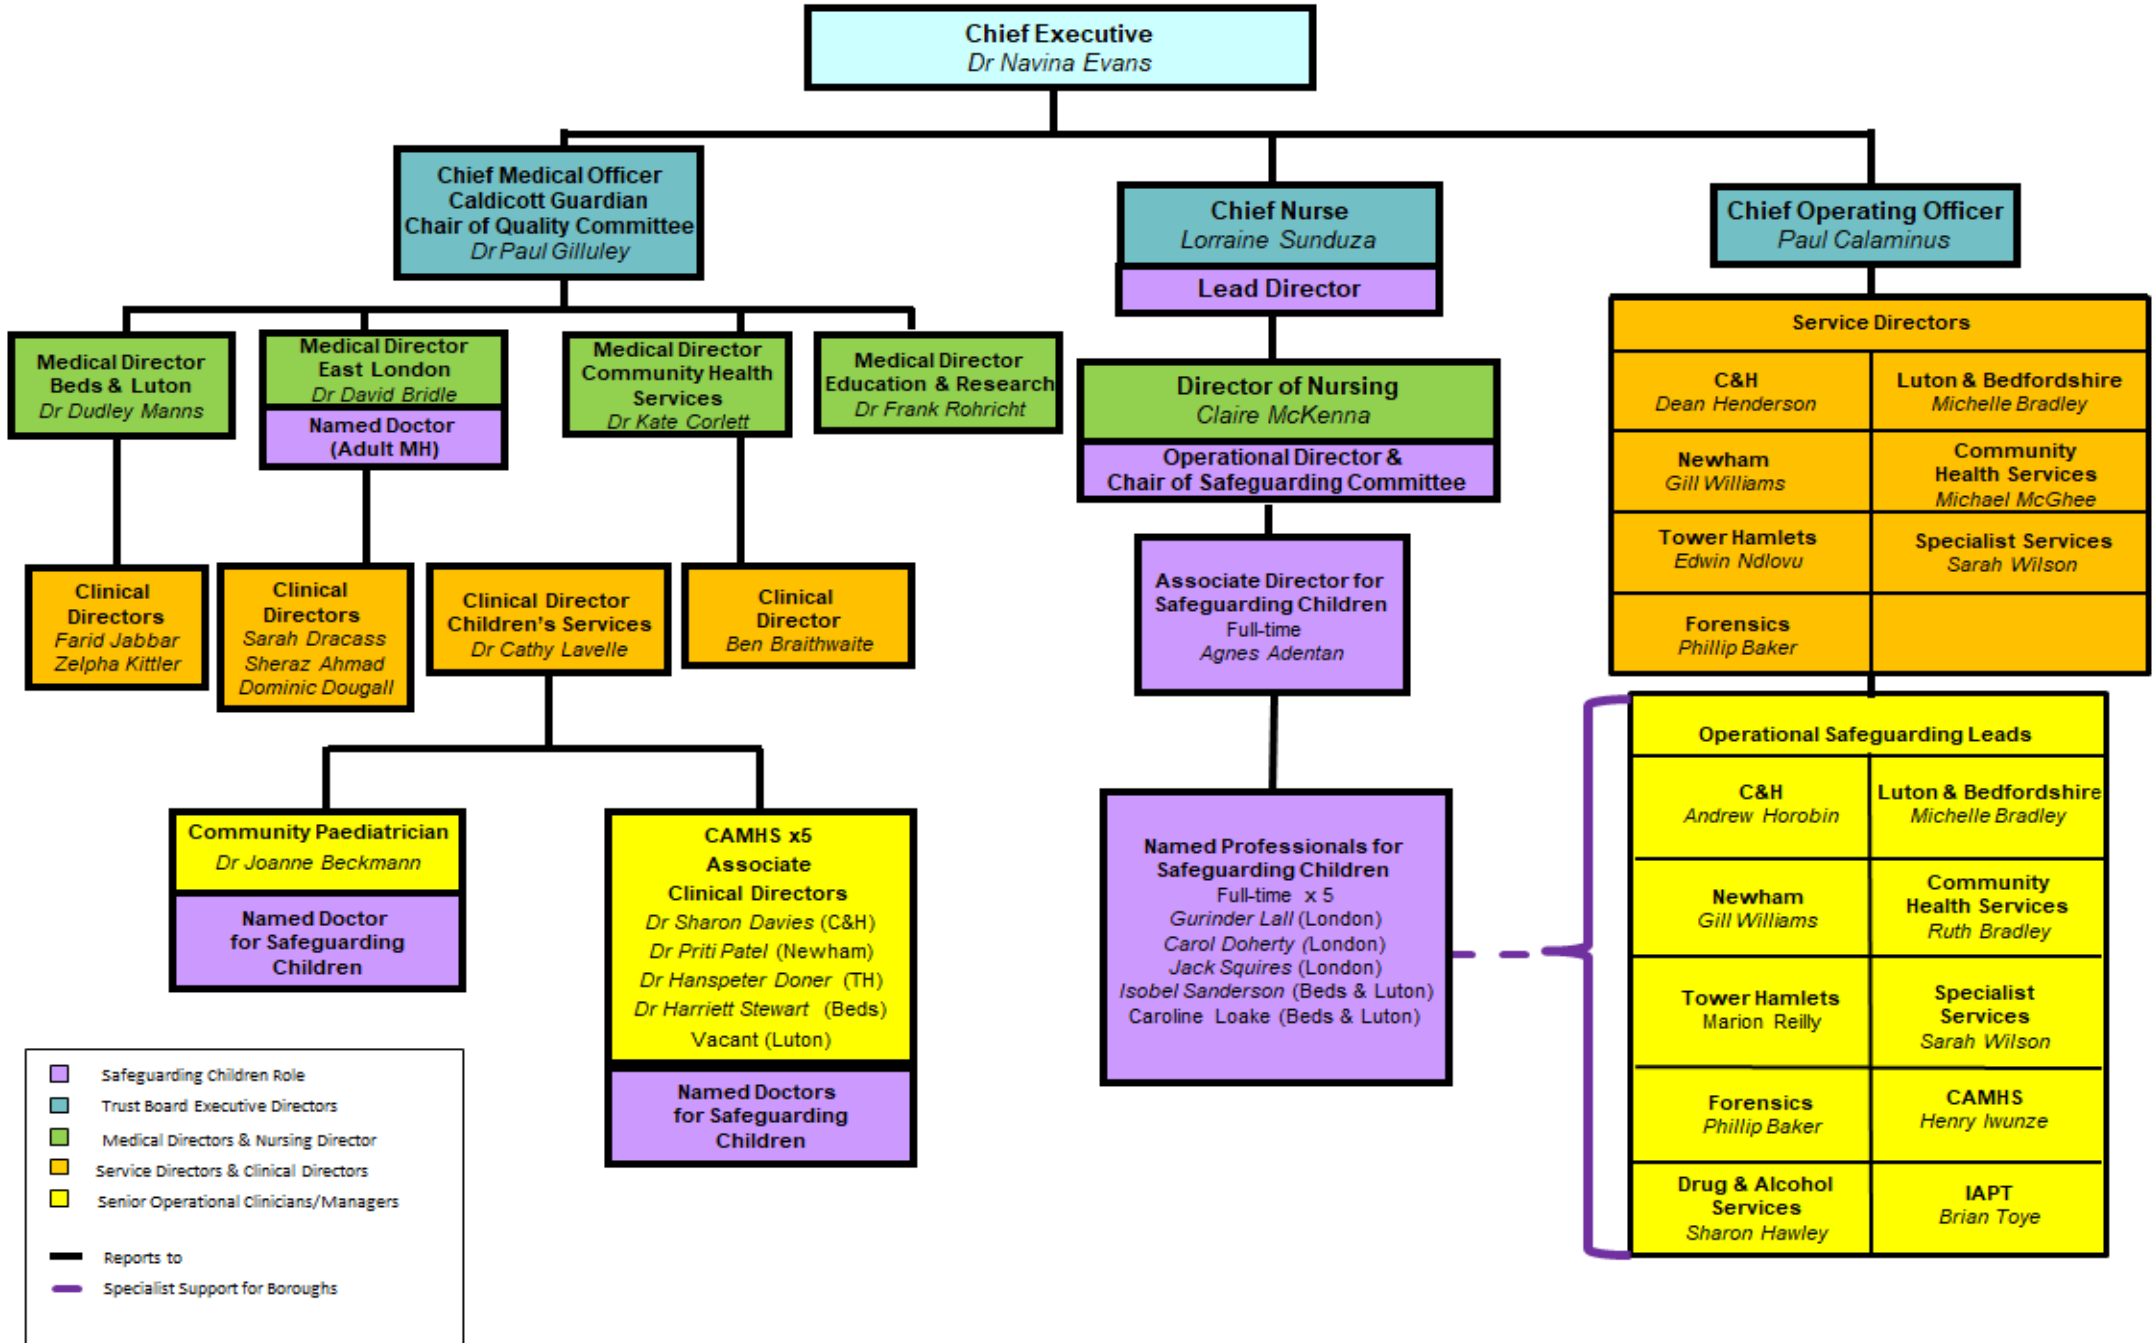 Chief Executive
Dr Navina Evans
Chief Medical Officer
Caldicott Guardian
Chair of Quality Committee
Dr Paul Gilluley
Chief Nurse
Lorraine Sunduza
Lead Director
Chief Operating Officer
Paul Calaminus
Medical Director
Beds & Luton
Dr Dudley Manns
Medical Director
East London
Dr David Bridle
Named Doctor
(Adult MH)
Medical Director
Community Health
Services
Dr Kate Corlett
Medical Director
Education & Research
Dr Frank Rohricht
Director of Nursing
Claire McKenna
Operational Director &
Chair of Safeguarding Committee
Service Directors
C&H
Dean Henderson
Luton & Bedfordshire
Michelle Bradley
Newham
Gill Williams
Community
Health Services
Michael McGhee
Tower Hamlets
Edwin Ndlovu
Specialist Services
Sarah Wilson
Forensics
Phillip Baker
Clinical
Directors
Farid Jabbar
Zelpha Kittler
Clinical
Directors
Sarah Dracass
Sheraz Ahmad
Dominic Dougall
Clinical Director
Children's Services
Dr Cathy Lavelle
Clinical
Director
Ben Braithwaite
Associate Director for
Safeguarding Children
Full-time
Agnes Adentan
Community Paediatrician
Dr Joanne Beckmann
Named Doctor
for Safeguarding
Children
CAMHS x5
Associate
Clinical Directors
Dr Sharon Davies (C&H)
Dr Priti Patel (Newham)
Dr Hanspeter Doner (TH)
Dr Harriett Stewart (Beds)
Vacant (Luton)
Named Doctors
for Safeguarding
Children
Named Professionals for
Safeguarding Children
Full-time x 5
Gurinder Lall (London)
Carol Doherty (London)
Jack Squires (London)
Isobel Sanderson (Beds & Luton)
Caroline Loake (Beds & Luton)
Operational Safeguarding Leads
C&H
Andrew Horobin
Luton & Bedfordshire
Michelle Bradley
Newham
Gill Williams
Community
Health Services
Ruth Bradley
Tower Hamlets
Marion Reilly
Specialist
Services
Sarah Wilson
Forensics
Phillip Baker
CAMHS
Henry Iwunze
Drug & Alcohol
Services
Sharon Hawley
IAPT
Brian Toye
Safeguarding Children Role
Trust Board Executive Directors
Medical Directors & Nursing Director
Service Directors & Clinical Directors
Senior Operational Clinicians/Managers
Reports to
Specialist Support for Boroughs